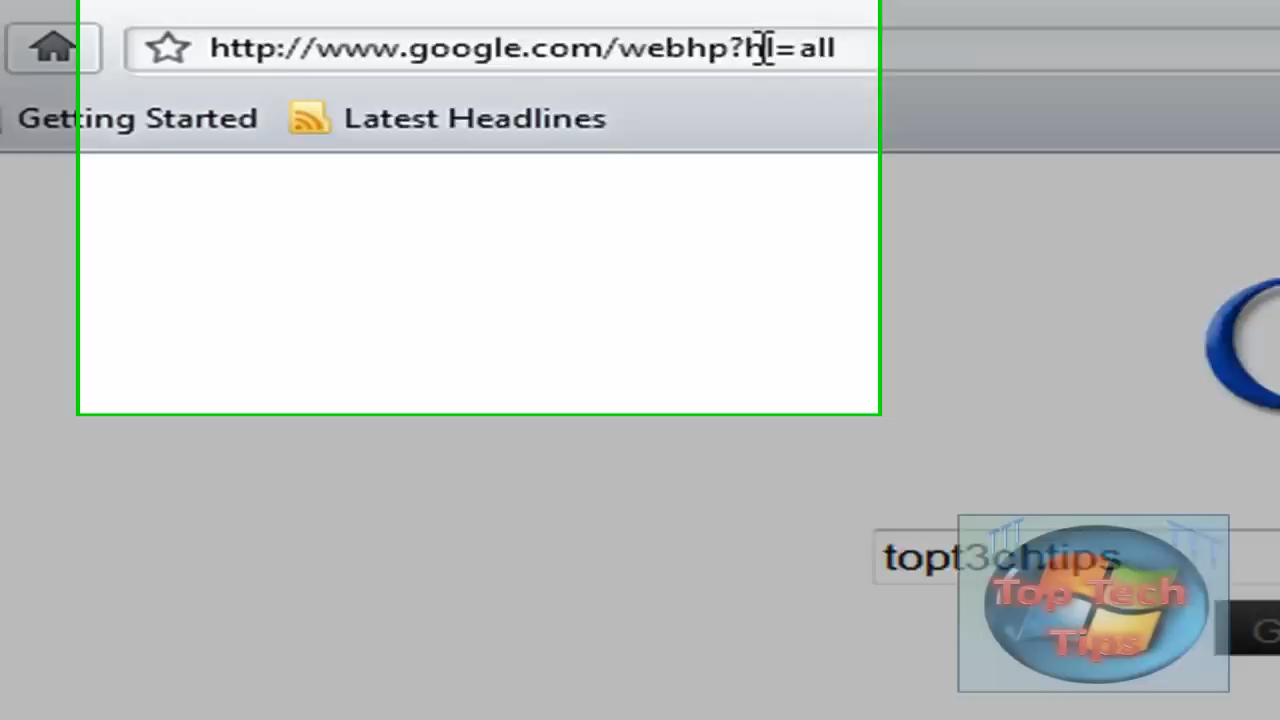 http://www.google.com/webhp?hl=all
Getting Started
Latest Headlines
topt3chtips
Top Tech
Tips
G